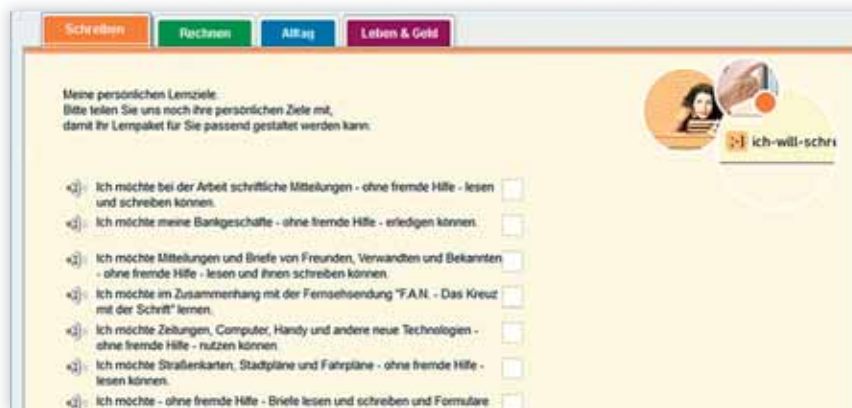 Schreiben
Rechnen
Alltag
Leben & Geld
Meine persönlichen Lernziele.
Bitte teilen Sie uns noch ihre persönlichen Ziele mit,
damit Ihr Lernpaket für Sie passend gestaltet werden kann:
ich-will-schre
Ich möchte bei der Arbeit schriftliche Mitteilungen - ohne fremde Hilfe - lesen
und schreiben können.
Ich möchte meine Bankgeschäfte - ohne fremde Hilfe - erledigen können.
Ich möchte Mitteilungen und Briefe von Freunden, Verwandten und Bekannten
- ohne fremde Hilfe - lesen und ihnen schreiben können.
Ich möchte im Zusammenhang mit der Fernsehsendung "F.A.N. - Das Kreuz
mit der Schrift" lernen.
Ich möchte Zeitungen, Computer, Handy und andere neue Technologien -
ohne fremde Hilfe - nutzen können.
Ich möchte Straßenkarten, Stadtpläne und Fahrpläne - ohne fremde Hilfe -
lesen können.
Ich möchte - ohne fremde Hilfe - Briefe lesen und schreiben und Formulare